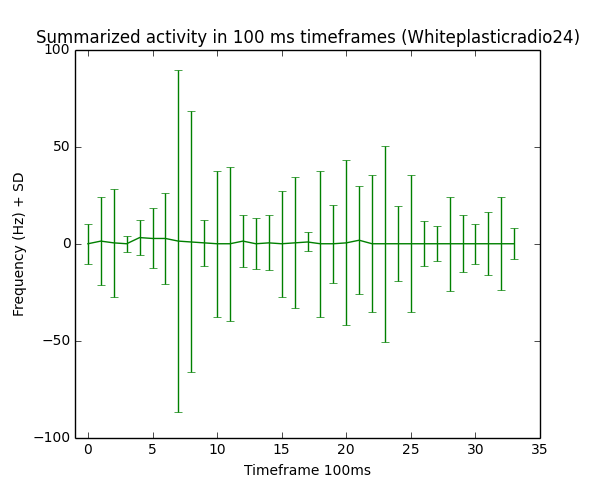 Summarized activity in 100 ms timeframes (Whiteplasticradio24)
100
50
0
−50
−100
Frequency (Hz) + SD
0 5 10 15 20 25 30 35
Timeframe 100ms